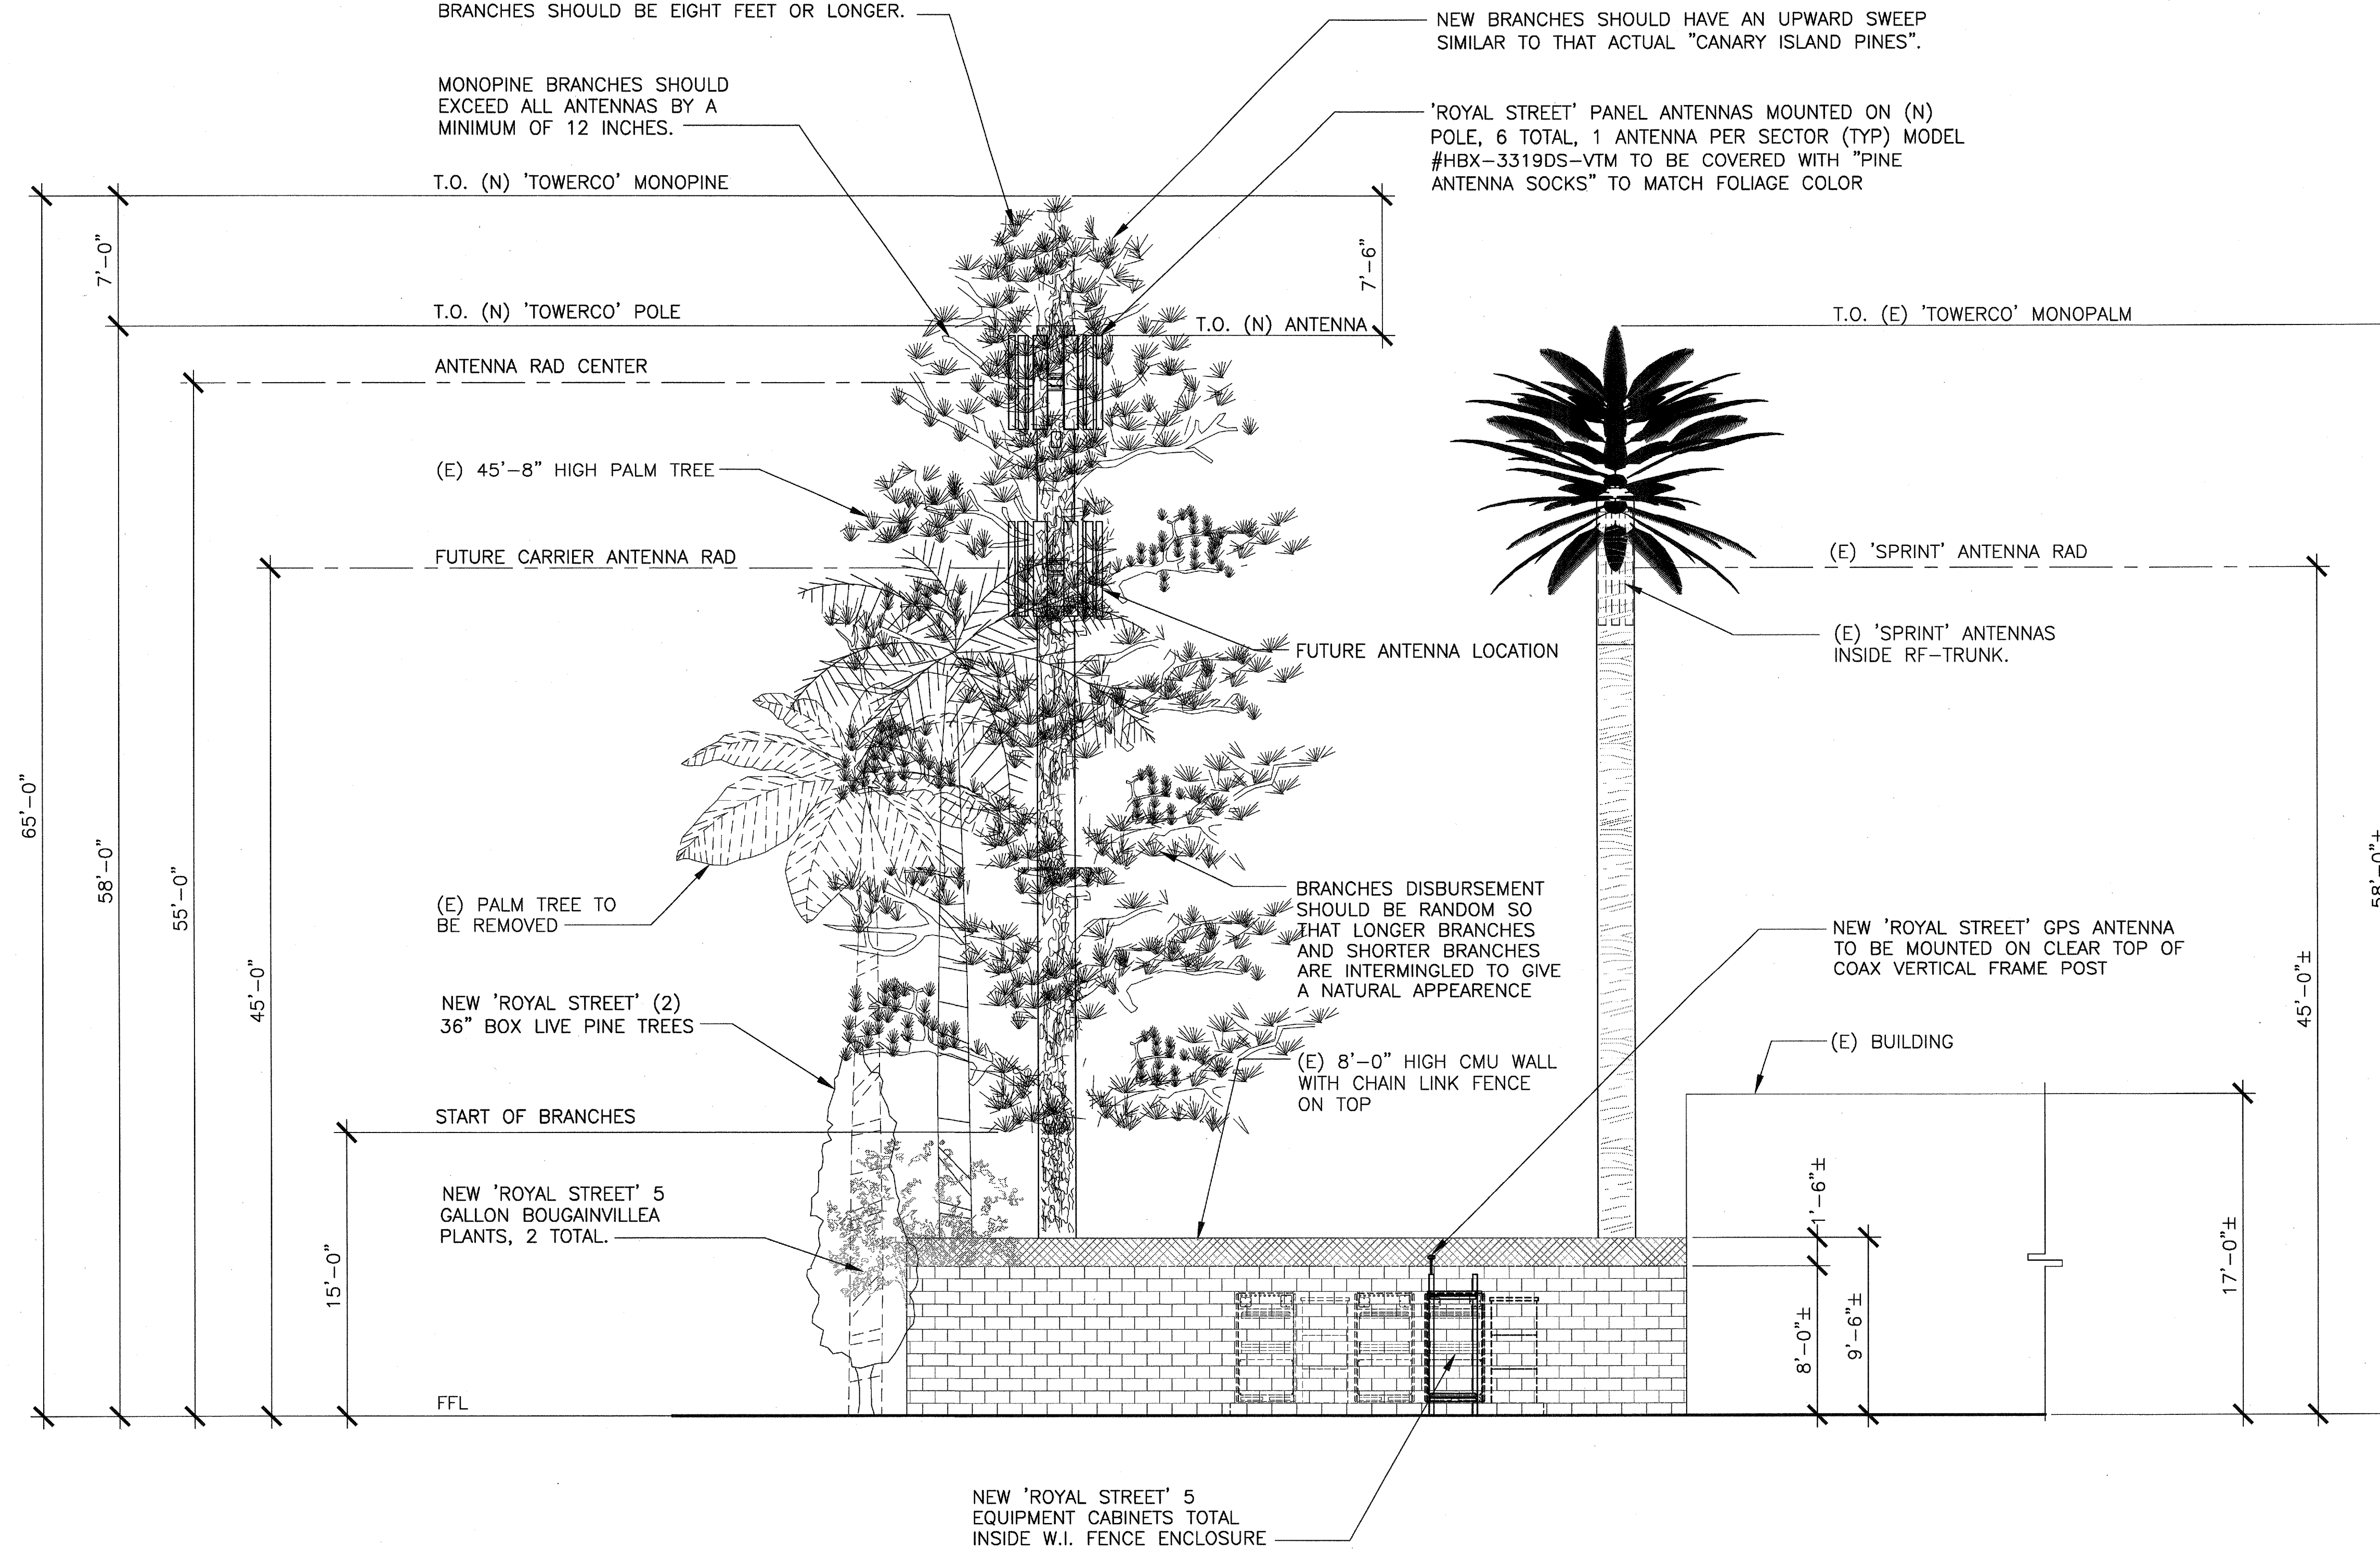 BRANCHES SHOULD BE EIGHT FEET OR LONGER.
NEW BRANCHES SHOULD HAVE AN UPWARD SWEEP
SIMILAR TO THAT ACTUAL "CANARY ISLAND PINES".
MONOPINE BRANCHES SHOULD
EXCEED ALL ANTENNAS BY A
MINIMUM OF 12 INCHES.
'ROYAL STREET' PANEL ANTENNAS MOUNTED ON (N)
POLE, 6 TOTAL, 1 ANTENNA PER SECTOR (TYP) MODEL
#HBX-3319DS-VTM TO BE COVERED WITH "PINE
ANTENNA SOCKS" TO MATCH FOLIAGE COLOR
T.O. (N) 'TOWERCO' MONOPINE
7'-0"
7'-6"
T.O. (N) 'TOWERCO' POLE
T.O. (N) ANTENNA
T.O. (E) 'TOWERCO' MONOPALM
ANTENNA RAD CENTER
(E) 45'-8" HIGH PALM TREE
FUTURE CARRIER ANTENNA RAD
(E) 'SPRINT' ANTENNA RAD
FUTURE ANTENNA LOCATION
(E) 'SPRINT' ANTENNAS
INSIDE RF-TRUNK.
65'-0"
58'-0"
55'-0"
45'-0"
15'-0"
(E) PALM TREE TO
BE REMOVED
BRANCHES DISBURSEMENT
SHOULD BE RANDOM SO
THAT LONGER BRANCHES
AND SHORTER BRANCHES
ARE INTERMINGLED TO GIVE
A NATURAL APPEARENCE
NEW 'ROYAL STREET' GPS ANTENNA
TO BE MOUNTED ON CLEAR TOP OF
COAX VERTICAL FRAME POST
58'-0"±
45'-0"±
NEW 'ROYAL STREET' (2)
36" BOX LIVE PINE TREES
(E) BUILDING
(E) 8'-0" HIGH CMU WALL
WITH CHAIN LINK FENCE
ON TOP
START OF BRANCHES
NEW 'ROYAL STREET' 5
GALLON BOUGAINVILLEA
PLANTS, 2 TOTAL.
1'-6"±
8'-0"±
9'-6"±
17'-0"±
FFL
NEW 'ROYAL STREET' 5
EQUIPMENT CABINETS TOTAL
INSIDE W.I. FENCE ENCLOSURE